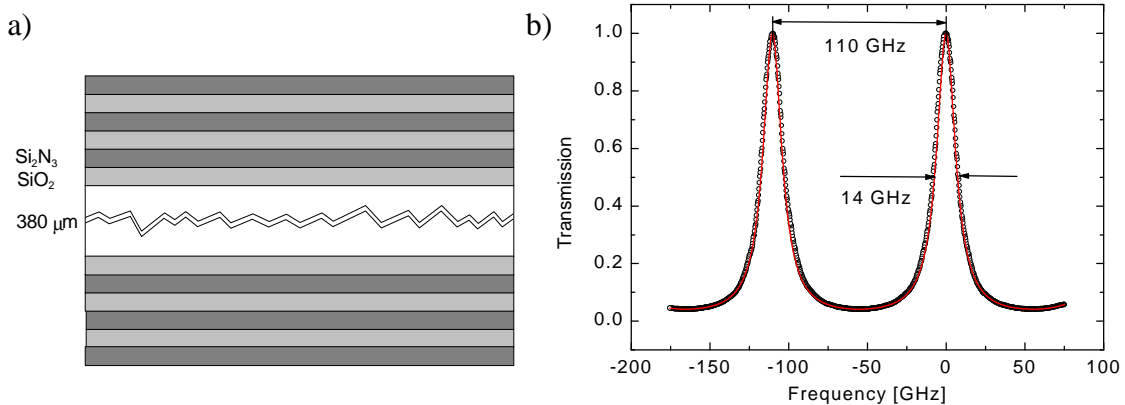 a)
Si2N3
SiO2
380 μm
b)
1.0
0.8
0.6
0.4
0.2
0.0
Transmission
110 GHz
14 GHz
-200
-150
-100
-50
0
50
100
Frequency [GHz]